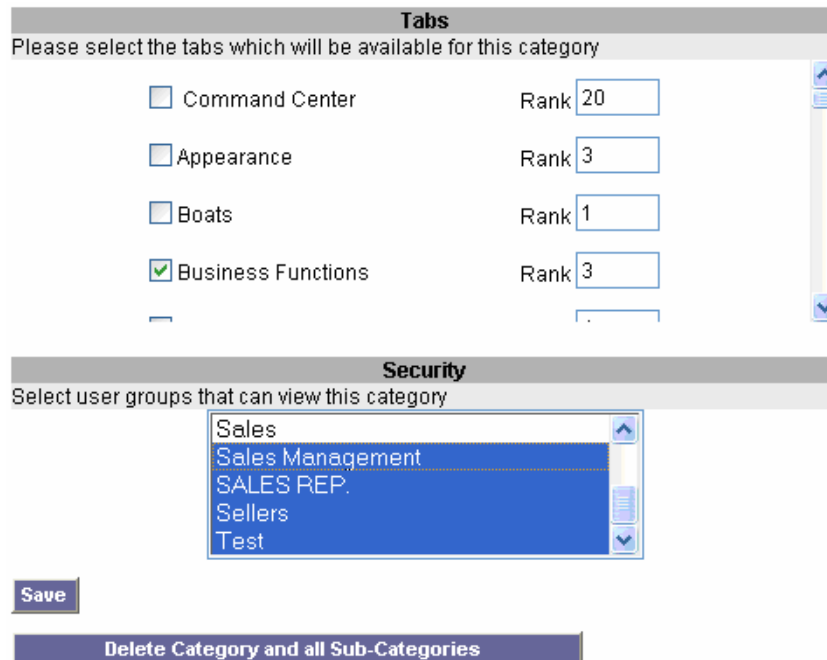 Tabs
Please select the tabs which will be available for this category
Command Center Rank 20
Appearance Rank 3
Boats Rank 1
Business Functions Rank 3
Security
Select user groups that can view this category
Sales
Sales Management
SALES REP.
Sellers
Test
Save
Delete Category and all Sub-Categories